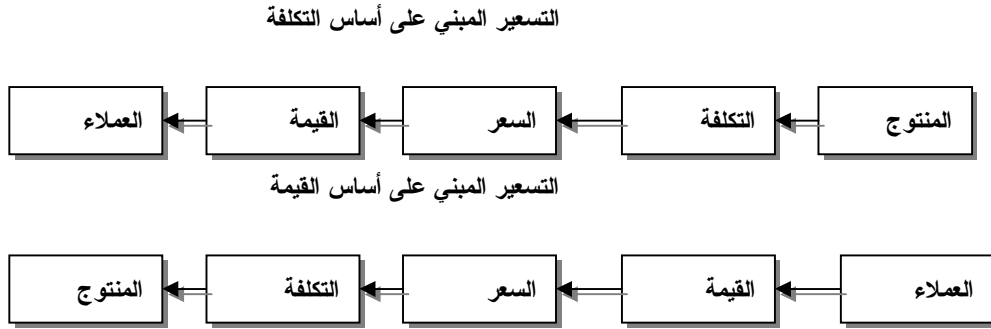 التسعير المبني على أساس التكلفة
المنتوج التكلفة السعر القيمة العملاء
التسعير المبني على أساس القيمة
العملاء القيمة السعر التكلفة المنتوج